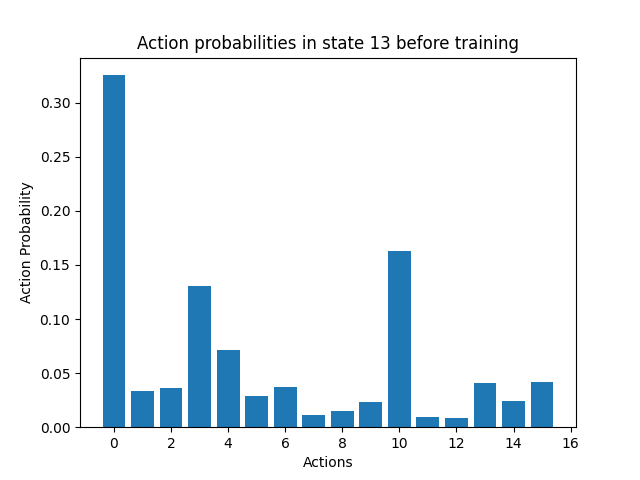 Action probabilities in state 13 before training
0.30
0.25
0.20
0.15
0.10
0.05
0.00
Action Probability
0 2 4 6 8 10 12 14 16
Actions